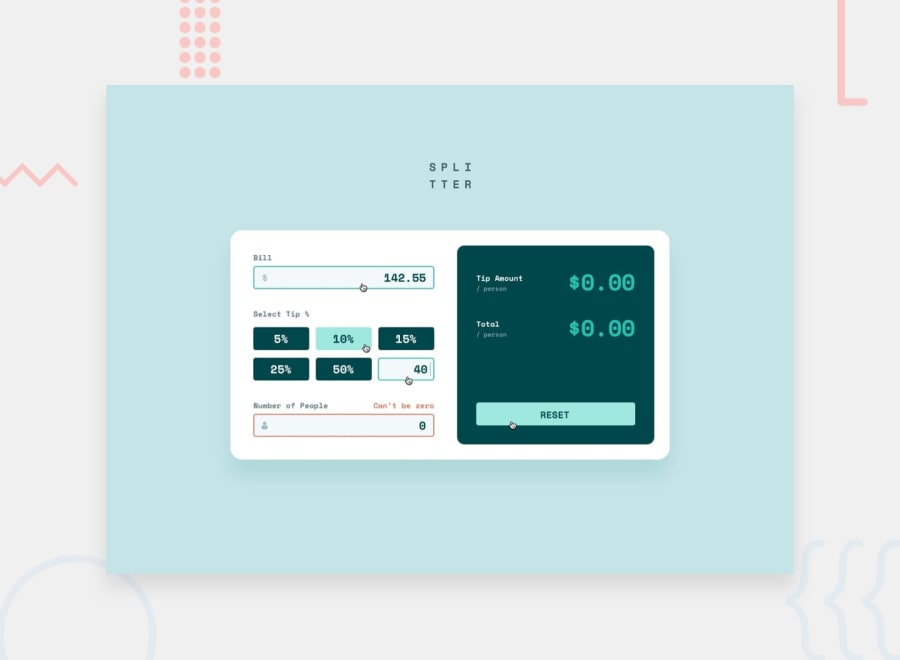 SPLI
TTER
Bill
$ 142.55
Select Tip %
5% 10% 15%
25% 50% 40
Number of People Can't be zero
0
Tip Amount $0.00
/ person
Total $0.00
/ person
RESET